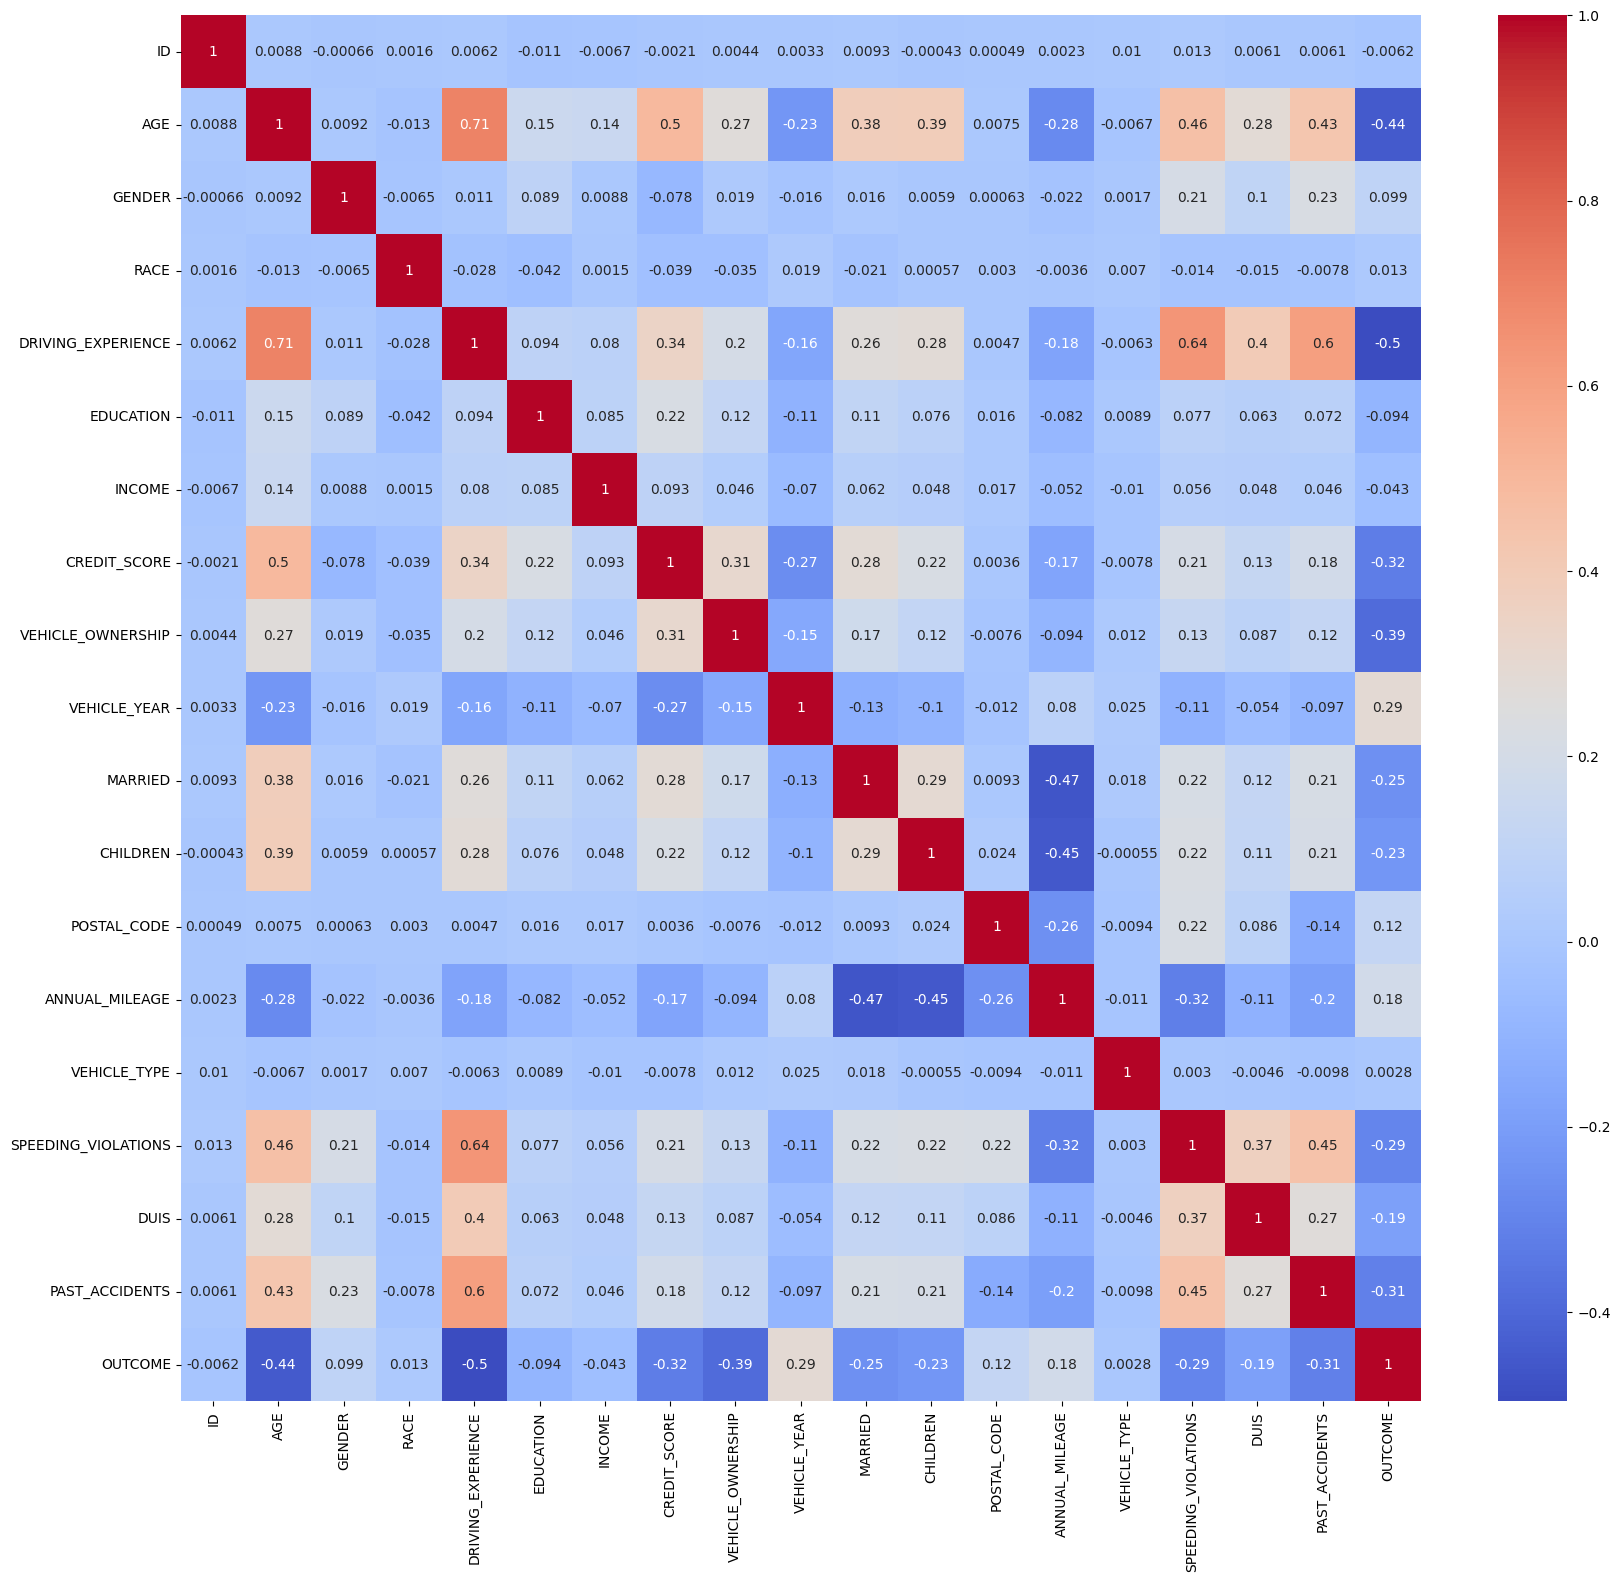 ID 1 0.0088 -0.00066 0.0016 0.0062 -0.011 -0.0067 -0.0021 0.0044 0.0033 0.0093 -0.00043 0.00049 0.0023 0.01 0.013 0.0061 0.0061 -0.0062
AGE 0.0088 1 0.0092 -0.013 0.71 0.15 0.14 0.5 0.27 -0.23 0.38 0.39 0.0075 -0.28 -0.0067 0.46 0.28 0.43 -0.44
GENDER -0.00066 0.0092 1 -0.0065 0.011 0.089 0.0088 -0.078 0.019 -0.016 0.016 0.0059 0.00063 -0.022 0.0017 0.21 0.1 0.23 0.099
RACE 0.0016 -0.013 -0.0065 1 -0.028 -0.042 0.0015 -0.039 -0.035 0.019 -0.021 0.00057 0.003 -0.0036 0.007 -0.014 -0.015 -0.0078 0.013
DRIVING_EXPERIENCE 0.0062 0.71 0.011 -0.028 1 0.094 0.08 0.34 0.2 -0.16 0.26 0.28 0.0047 -0.18 -0.0063 0.64 0.4 0.6 -0.5
EDUCATION -0.011 0.15 0.089 -0.042 0.094 1 0.085 0.22 0.12 -0.11 0.11 0.076 0.016 -0.082 0.0089 0.077 0.063 0.072 -0.094
INCOME -0.0067 0.14 0.0088 0.0015 0.08 0.085 1 0.093 0.046 -0.07 0.062 0.048 0.017 -0.052 -0.01 0.056 0.048 0.046 -0.043
CREDIT_SCORE -0.0021 0.5 -0.078 -0.039 0.34 0.22 0.093 1 0.31 -0.27 0.28 0.22 0.0036 -0.17 -0.0078 0.21 0.13 0.18 -0.32
VEHICLE_OWNERSHIP 0.0044 0.27 0.019 -0.035 0.2 0.12 0.046 0.31 1 -0.15 0.17 0.12 -0.0076 -0.094 0.012 0.13 0.087 0.12 -0.39
VEHICLE_YEAR 0.0033 -0.23 -0.016 0.019 -0.16 -0.11 -0.07 -0.27 -0.15 1 -0.13 -0.1 -0.012 0.08 0.025 -0.11 -0.054 -0.097 0.29
MARRIED 0.0093 0.38 0.016 -0.021 0.26 0.11 0.062 0.28 0.17 -0.13 1 0.29 0.0093 -0.47 0.018 0.22 0.12 0.21 -0.25
CHILDREN -0.00043 0.39 0.0059 0.00057 0.28 0.076 0.048 0.22 0.12 -0.1 0.29 1 0.024 -0.45 -0.00055 0.22 0.11 0.21 -0.23
POSTAL_CODE 0.00049 0.0075 0.00063 0.003 0.0047 0.016 0.017 0.0036 -0.0076 -0.012 0.0093 0.024 1 -0.26 -0.0094 0.22 0.086 -0.14 0.12
ANNUAL_MILEAGE 0.0023 -0.28 -0.022 -0.0036 -0.18 -0.082 -0.052 -0.17 -0.094 0.08 -0.47 -0.45 -0.26 1 -0.011 -0.32 -0.11 -0.2 0.18
VEHICLE_TYPE 0.01 -0.0067 0.0017 0.007 -0.0063 0.0089 -0.01 -0.0078 0.012 0.025 0.018 -0.00055 -0.0094 -0.011 1 0.003 -0.0046 -0.0098 0.0028
SPEEDING_VIOLATIONS 0.013 0.46 0.21 -0.014 0.64 0.077 0.056 0.21 0.13 -0.11 0.22 0.22 0.22 -0.32 0.003 1 0.37 0.45 -0.29
DUIS 0.0061 0.28 0.1 -0.015 0.4 0.063 0.048 0.13 0.087 -0.054 0.12 0.11 0.086 -0.11 -0.0046 0.37 1 0.27 -0.19
PAST_ACCIDENTS 0.0061 0.43 0.23 -0.0078 0.6 0.072 0.046 0.18 0.12 -0.097 0.21 0.21 -0.14 -0.2 -0.0098 0.45 0.27 1 -0.31
OUTCOME -0.0062 -0.44 0.099 0.013 -0.5 -0.094 -0.043 -0.32 -0.39 0.29 -0.25 -0.23 0.12 0.18 0.0028 -0.29 -0.19 -0.31 1
ID AGE GENDER RACE DRIVING_EXPERIENCE EDUCATION INCOME CREDIT_SCORE VEHICLE_OWNERSHIP VEHICLE_YEAR MARRIED CHILDREN POSTAL_CODE ANNUAL_MILEAGE VEHICLE_TYPE SPEEDING_VIOLATIONS DUIS PAST_ACCIDENTS OUTCOME
1.0
0.8
0.6
0.4
0.2
0.0
−0.2
−0.4